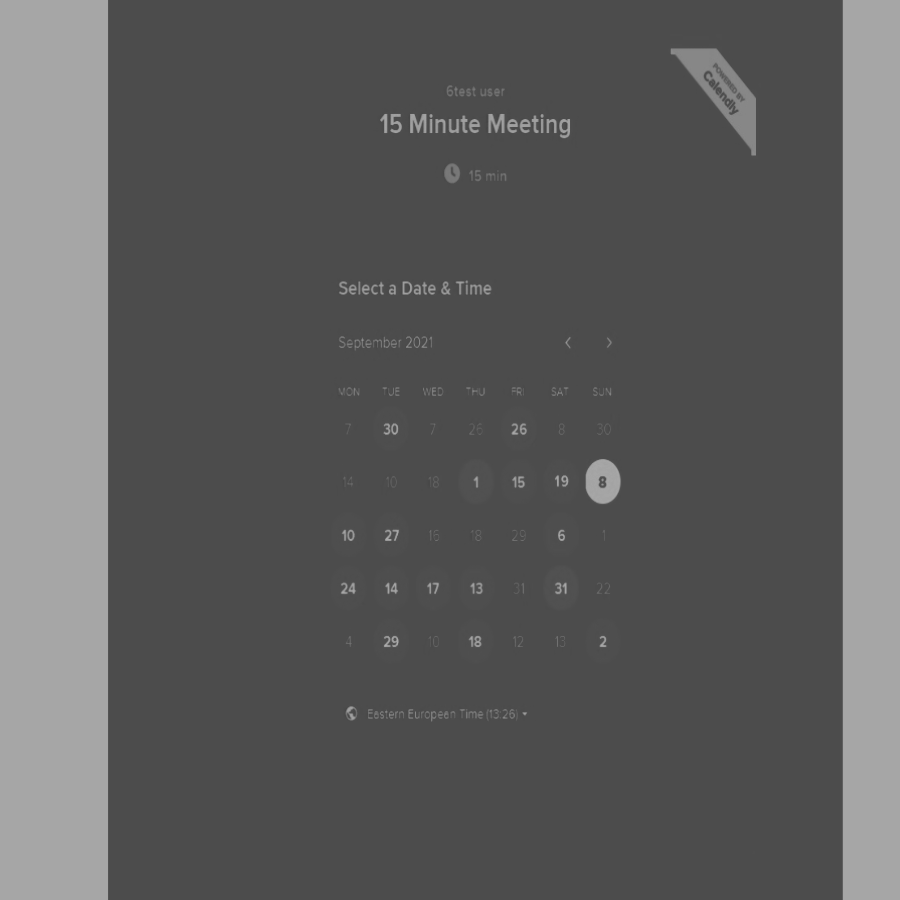 POWERED BY
Calendly
6test user
15 Minute Meeting
15 min
Select a Date & Time
September 2021
MON TUE WED THU FRI SAT SUN
7 30 7 26 26 8 30
14 10 18 1 15 19 8
10 27 16 18 29 6 1
24 14 17 13 31 31 22
4 29 10 18 12 13 2
Eastern European Time (13:26)